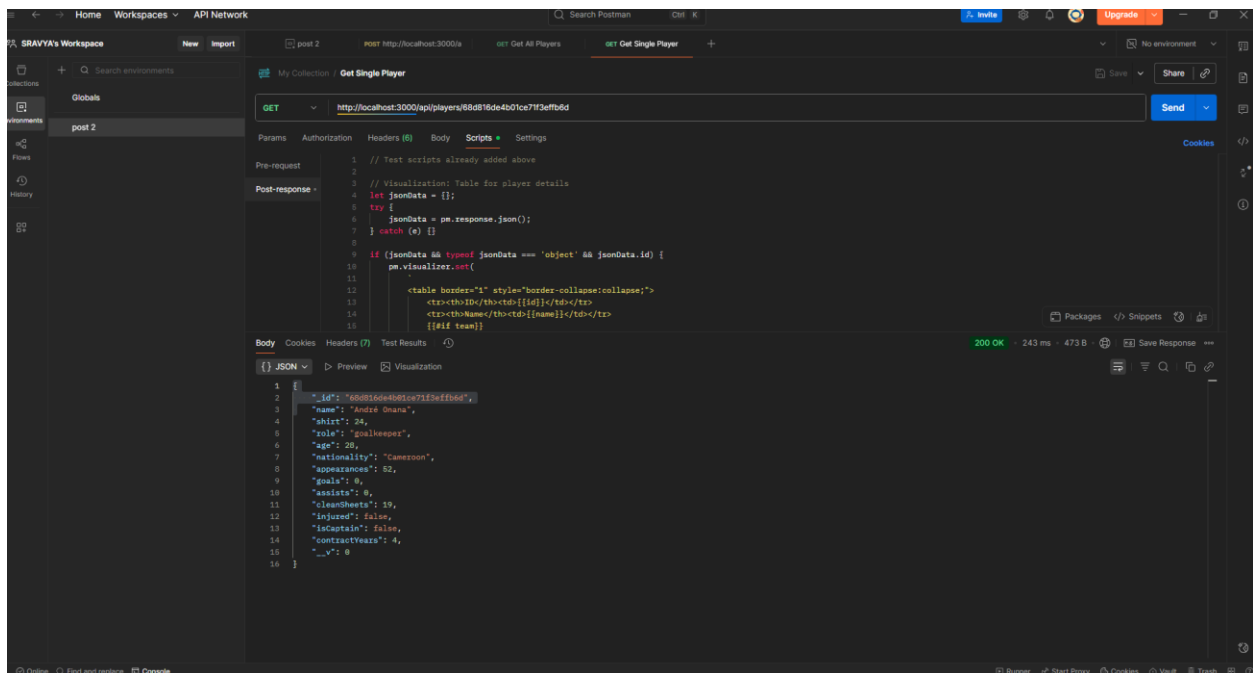 Home Workspaces API Network Search Postman Ctrl K Invite Upgrade
SRAVYA's Workspace New Import post 2 POST http://localhost:3000/a GET Get All Players GET Get Single Player No environment
Collections
Search environments
My Collection / Get Single Player Save Share
Globals
Environments
post 2
GET http://localhost:3000/api/players/68d816de4b01ce71f3effb6d Send
Flows
History
Params Authorization Headers (6) Body Scripts Settings Cookies
Pre-request
Post-response
1 // Test scripts already added above
2
3 // Visualization: Table for player details
4 let jsonData = {};
5 try {
6 jsonData = pm.response.json();
7 } catch (e) {}
8
9 if (jsonData && typeof jsonData === 'object' && jsonData.id) {
10 pm.visualizer.set(
11 `
12 <table border="1" style="border-collapse:collapse;">
13 <tr><th>ID</th><td>{{id}}</td></tr>
14 <tr><th>Name</th><td>{{name}}</td></tr>
15 {{#if team}}
Packages Snippets
Body Cookies Headers (7) Test Results 200 OK 243 ms 473 B Save Response
{} JSON Preview Visualization
1 {
2 "_id": "68d816de4b01ce71f3effb6d",
3 "name": "André Onana",
4 "shirt": 24,
5 "role": "goalkeeper",
6 "age": 28,
7 "nationality": "Cameroon",
8 "appearances": 52,
9 "goals": 0,
10 "assists": 0,
11 "cleanSheets": 19,
12 "injured": false,
13 "isCaptain": false,
14 "contractYears": 4,
15 "__v": 0
16 }
Online Find and replace Console Runner Start Proxy Cookies Vault Trash